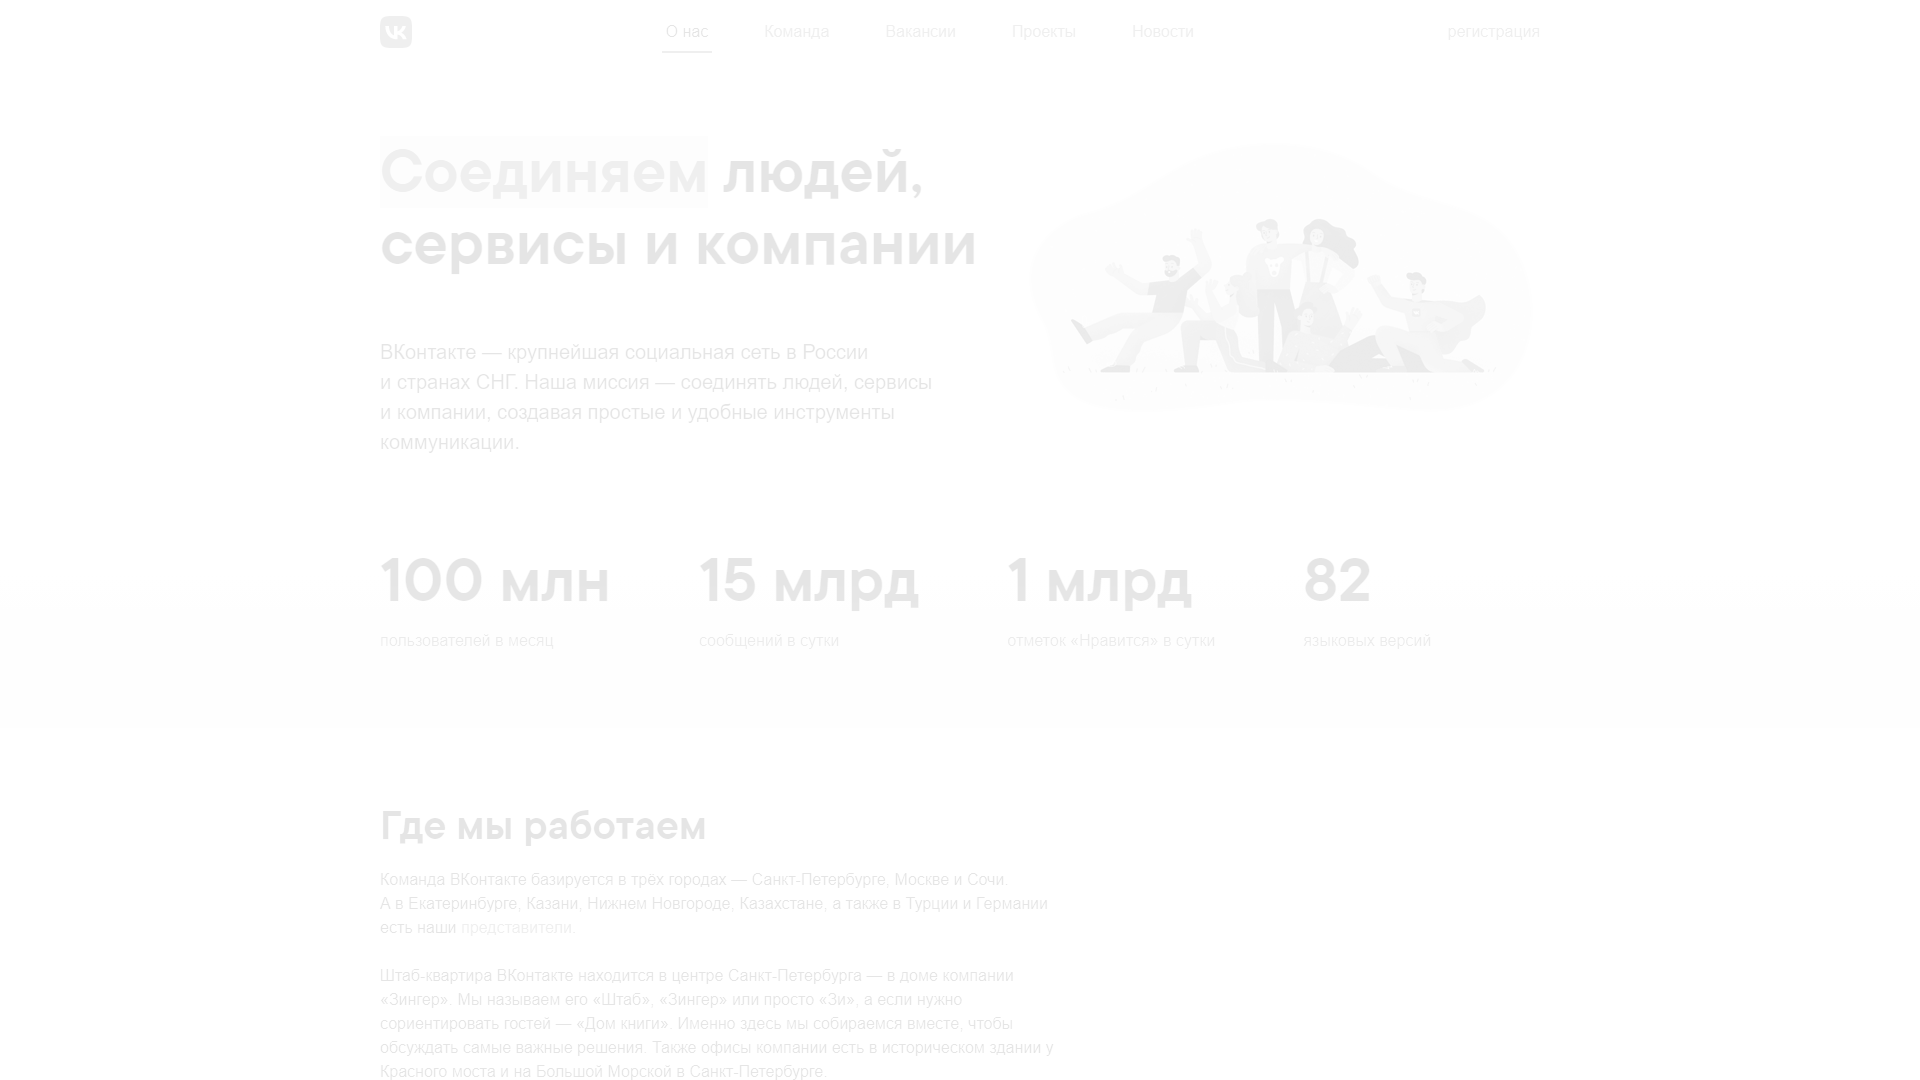 О нас
Команда
Вакансии
Проекты
Новости
регистрация
Соединяем людей,
сервисы и компании
ВКонтакте — крупнейшая социальная сеть в России
и странах СНГ. Наша миссия — соединять людей, сервисы
и компании, создавая простые и удобные инструменты
коммуникации.
100 млн
пользователей в месяц
15 млрд
сообщений в сутки
1 млрд
отметок «Нравится» в сутки
82
языковых версий
Где мы работаем
Команда ВКонтакте базируется в трёх городах — Санкт-Петербурге, Москве и Сочи.
А в Екатеринбурге, Казани, Нижнем Новгороде, Казахстане, а также в Турции и Германии
есть наши представители.
Штаб-квартира ВКонтакте находится в центре Санкт-Петербурга — в доме компании
«Зингер». Мы называем его «Штаб», «Зингер» или просто «Зи», а если нужно
сориентировать гостей — «Дом книги». Именно здесь мы собираемся вместе, чтобы
обсуждать самые важные решения. Также офисы компании есть в историческом здании у
Красного моста и на Большой Морской в Санкт-Петербурге.